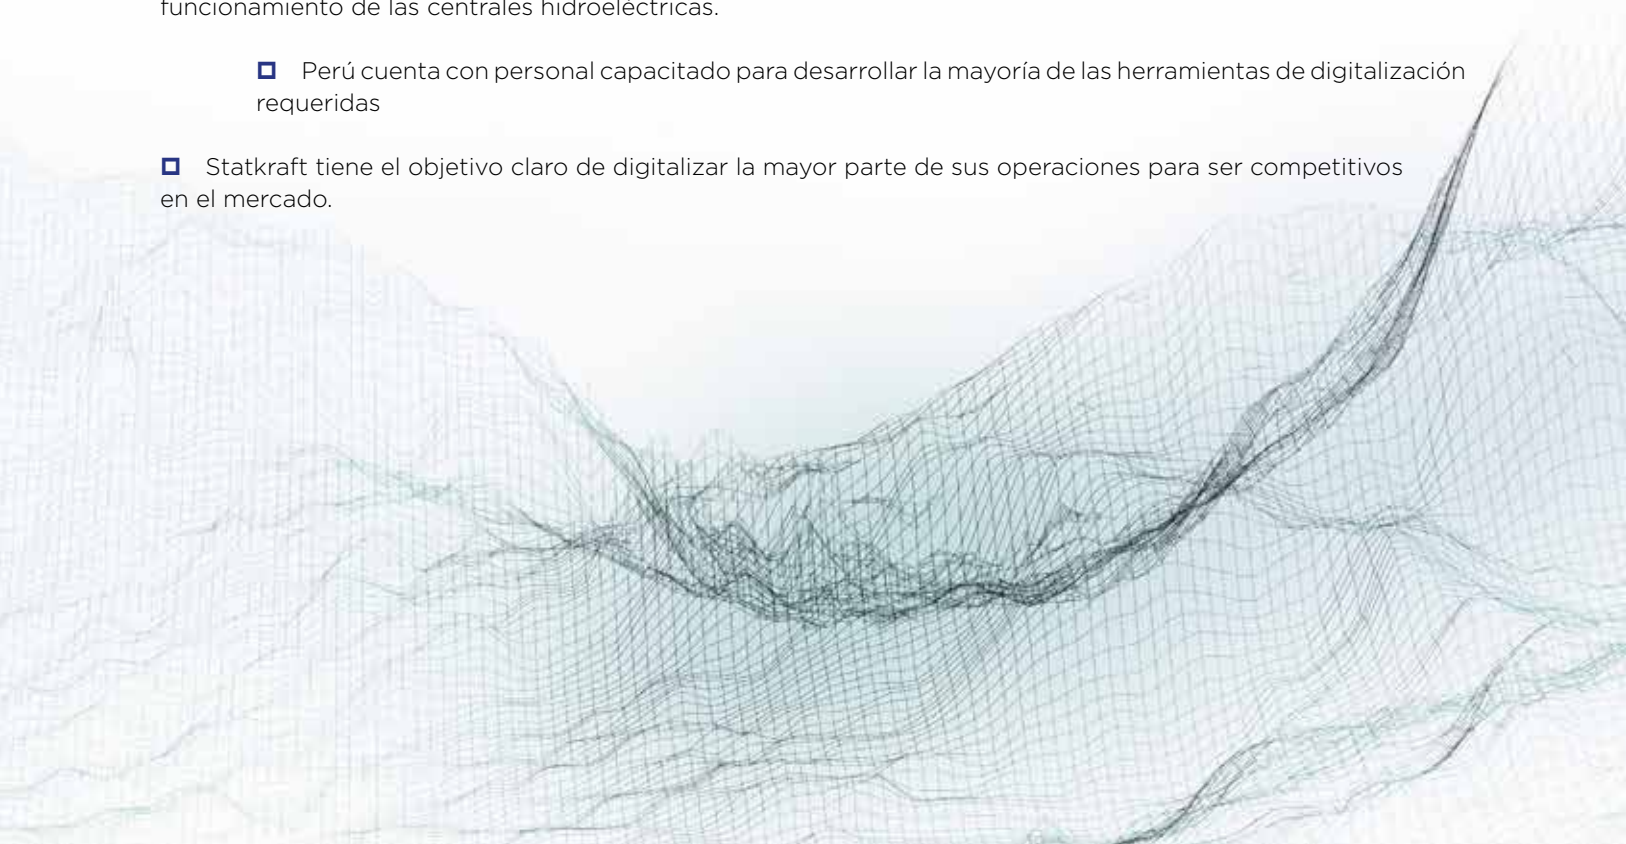 funcionamiento de las centrales hidroeléctricas.
Perú cuenta con personal capacitado para desarrollar la mayoría de las herramientas de digitalización
requeridas
Statkraft tiene el objetivo claro de digitalizar la mayor parte de sus operaciones para ser competitivos
en el mercado.